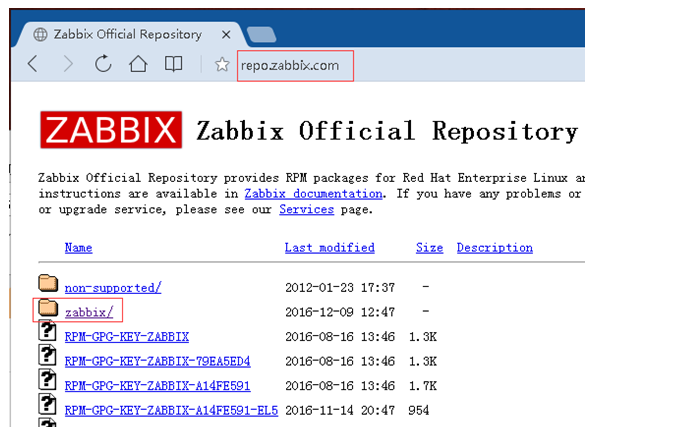 Zabbix Official Repository
repo.zabbix.com
ZABBIX Zabbix Official Repository
Zabbix Official Repository provides RPM packages for Red Hat Enterprise Linux
instructions are available in Zabbix documentation. If you have any problems or
or upgrade service, please see our Services page.
Name Last modified Size Description
non-supported/ 2012-01-23 17:37 -
zabbix/ 2016-12-09 12:47 -
RPM-GPG-KEY-ZABBIX 2016-08-16 13:46 1.3K
RPM-GPG-KEY-ZABBIX-79EA5ED4 2016-08-16 13:46 1.3K
RPM-GPG-KEY-ZABBIX-A14FE591 2016-08-16 13:46 1.7K
RPM-GPG-KEY-ZABBIX-A14FE591-EL5 2016-11-14 20:47 954